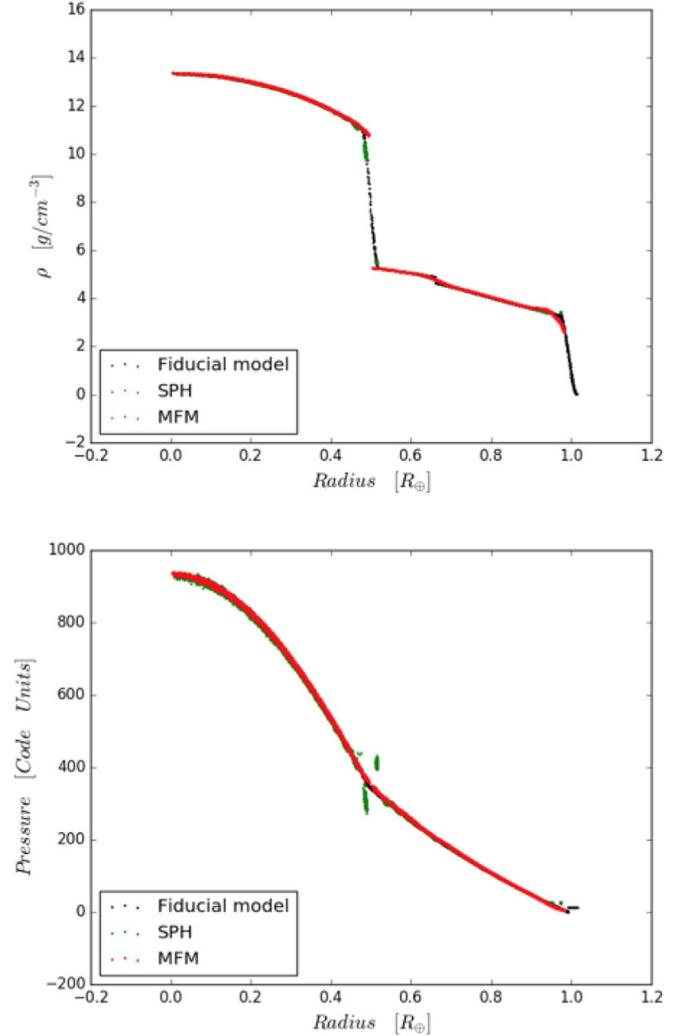 16
14
12
10
8
6
4
2
0
−2
ρ [g/cm⁻³]
Fiducial model
SPH
MFM
−0.2 0.0 0.2 0.4 0.6 0.8 1.0 1.2
Radius [R⊕]
1000
800
600
400
200
0
−200
Pressure [Code Units]
Fiducial model
SPH
MFM
−0.2 0.0 0.2 0.4 0.6 0.8 1.0 1.2
Radius [R⊕]